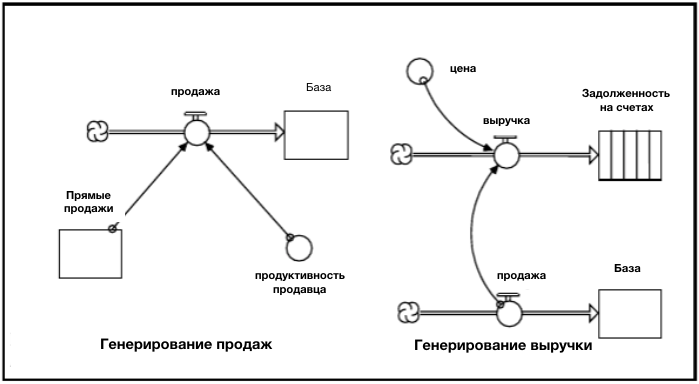 продажа
База
Прямые
продажи
продуктивность
продавца
Генерирование продаж
цена
выручка
Задолженность
на счетах
продажа
База
Генерирование выручки